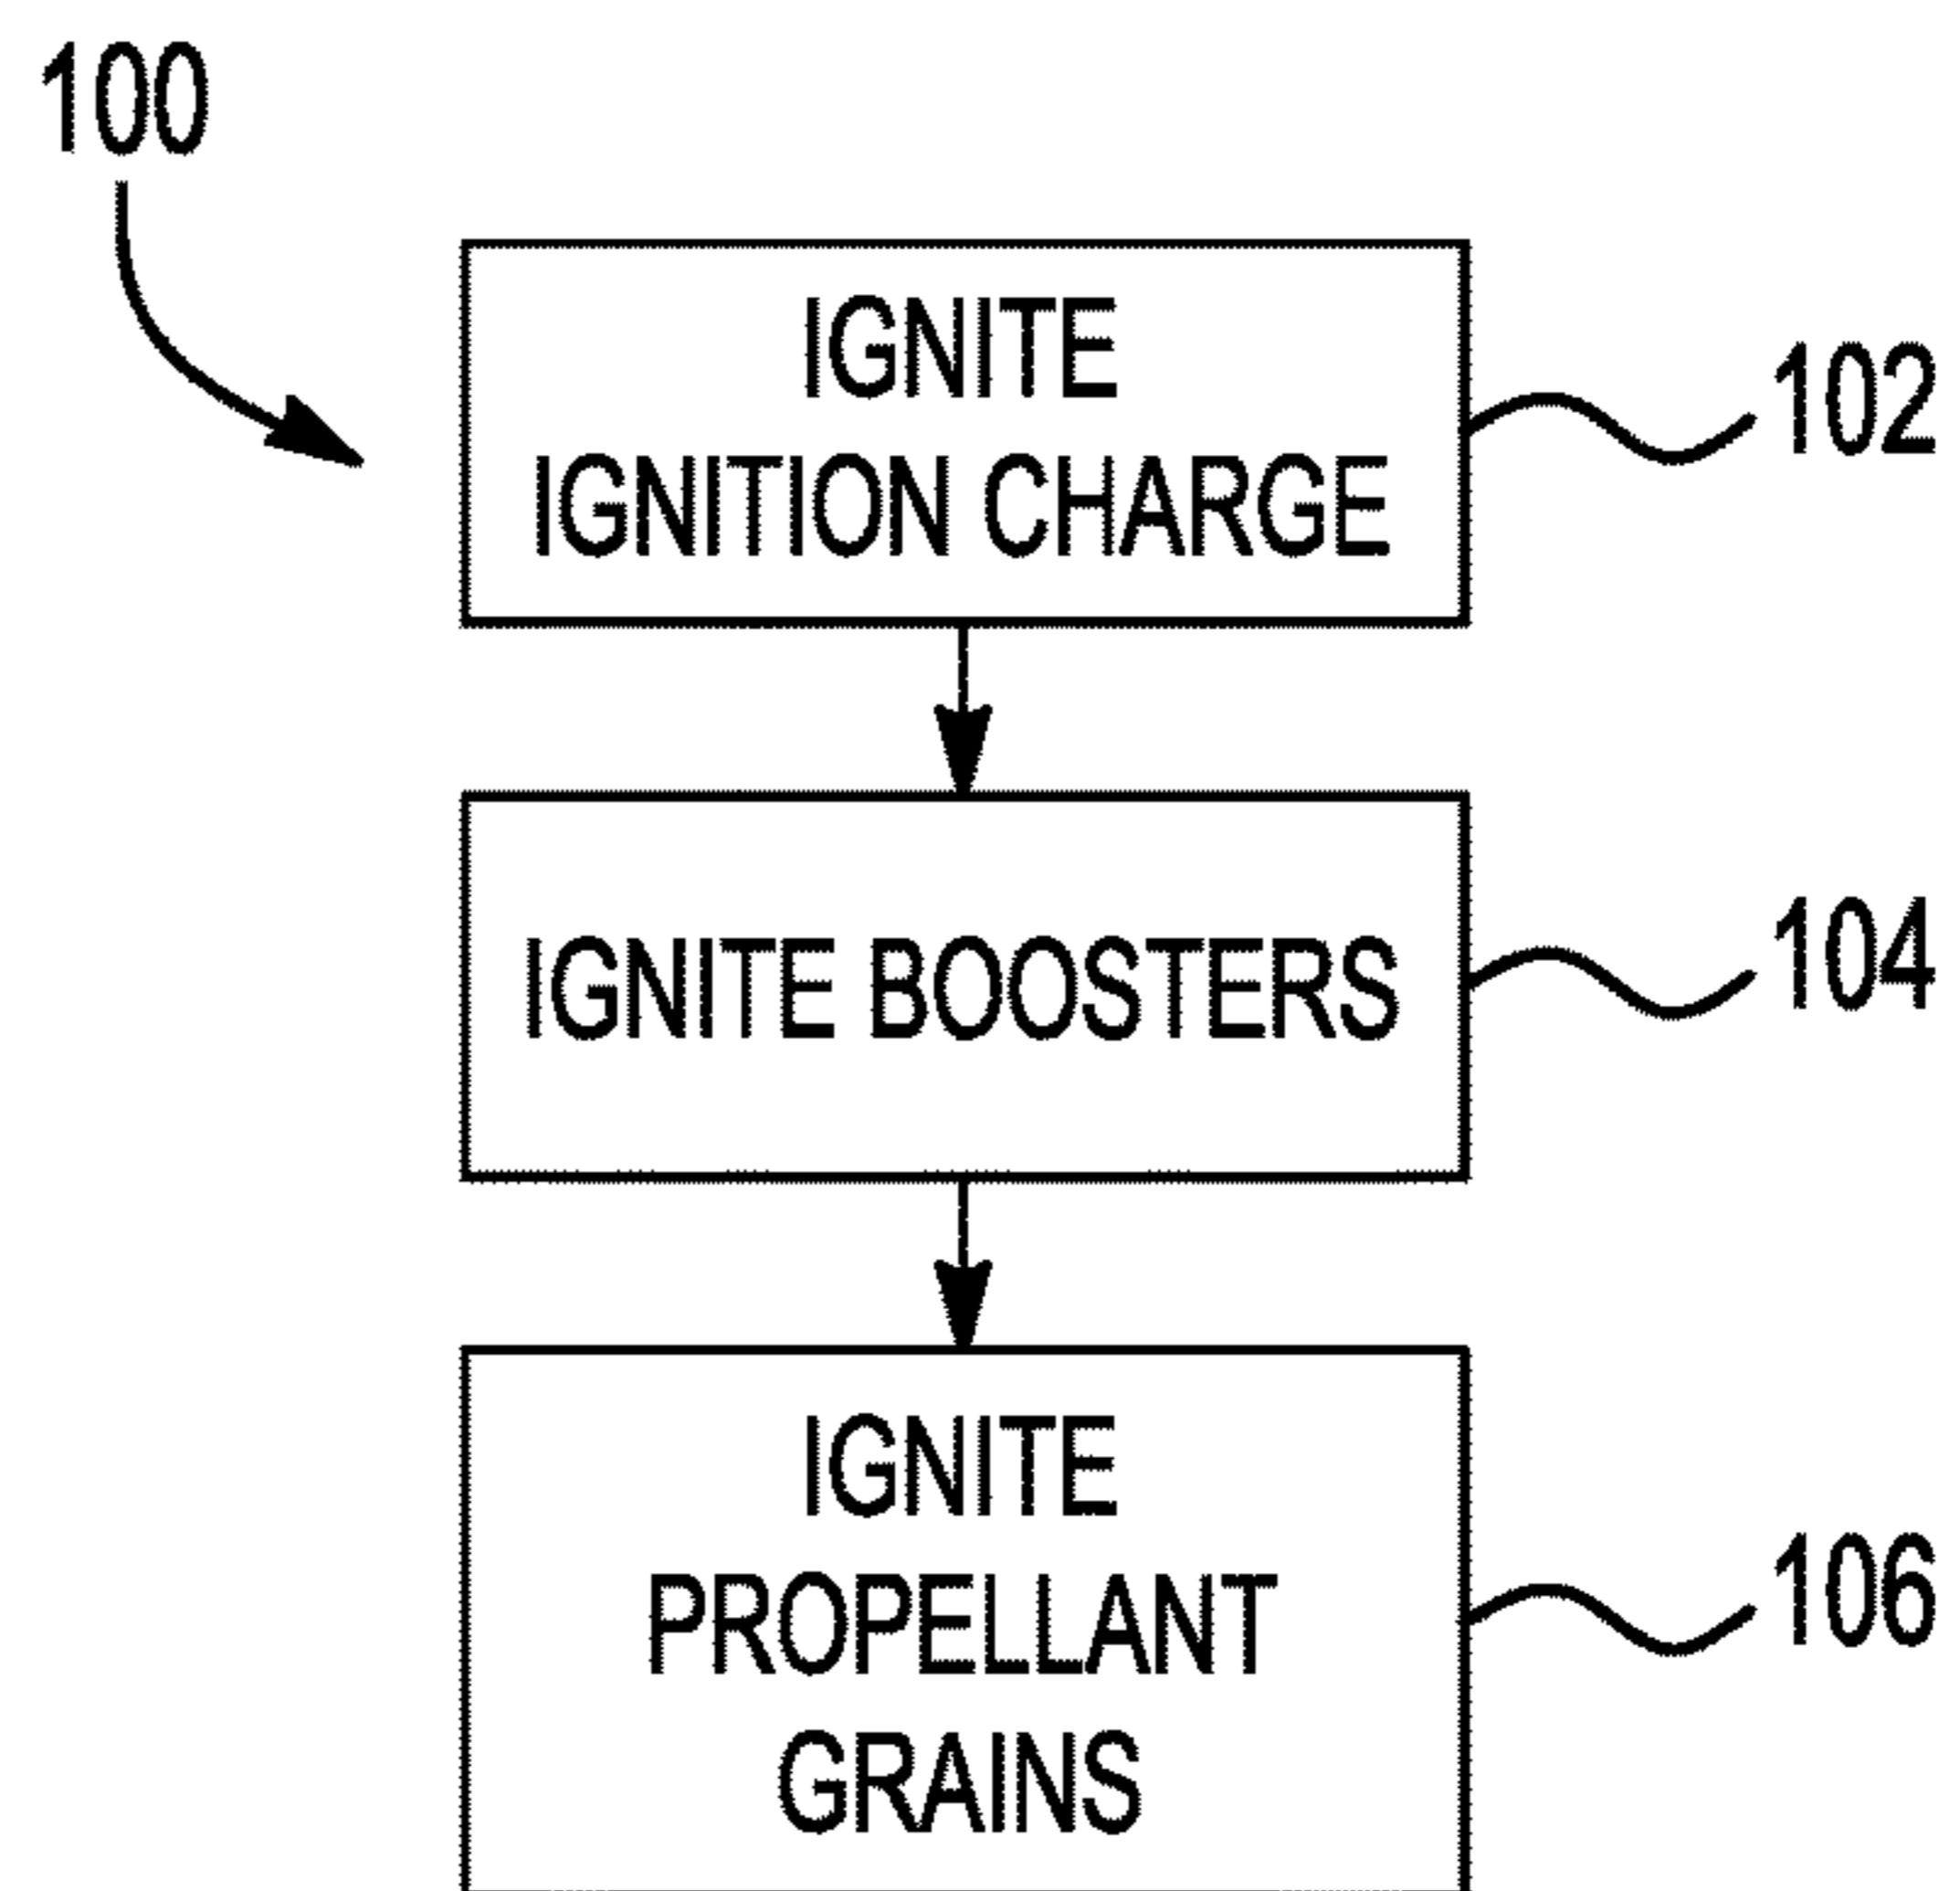 100
IGNITE
IGNITION CHARGE
102
IGNITE BOOSTERS
104
IGNITE
PROPELLANT
GRAINS
106